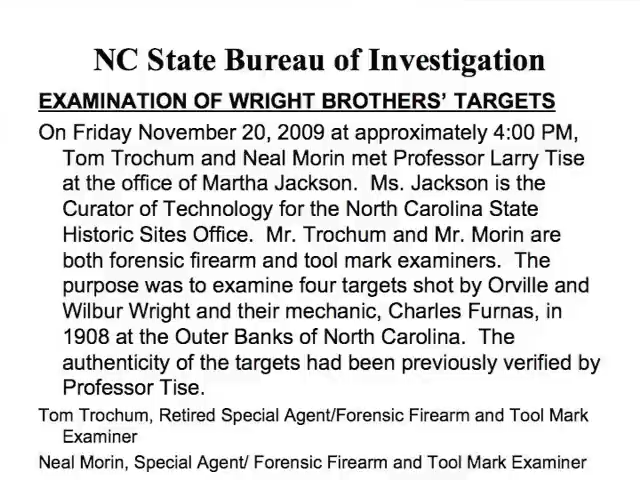 NC State Bureau of Investigation
EXAMINATION OF WRIGHT BROTHERS’ TARGETS
On Friday November 20, 2009 at approximately 4:00 PM,
Tom Trochum and Neal Morin met Professor Larry Tise
at the office of Martha Jackson.  Ms. Jackson is the
Curator of Technology for the North Carolina State
Historic Sites Office.  Mr. Trochum and Mr. Morin are
both forensic firearm and tool mark examiners.  The
purpose was to examine four targets shot by Orville and
Wilbur Wright and their mechanic, Charles Furnas, in
1908 at the Outer Banks of North Carolina.  The
authenticity of the targets had been previously verified by
Professor Tise.
Tom Trochum, Retired Special Agent/Forensic Firearm and Tool Mark
Examiner
Neal Morin, Special Agent/ Forensic Firearm and Tool Mark Examiner